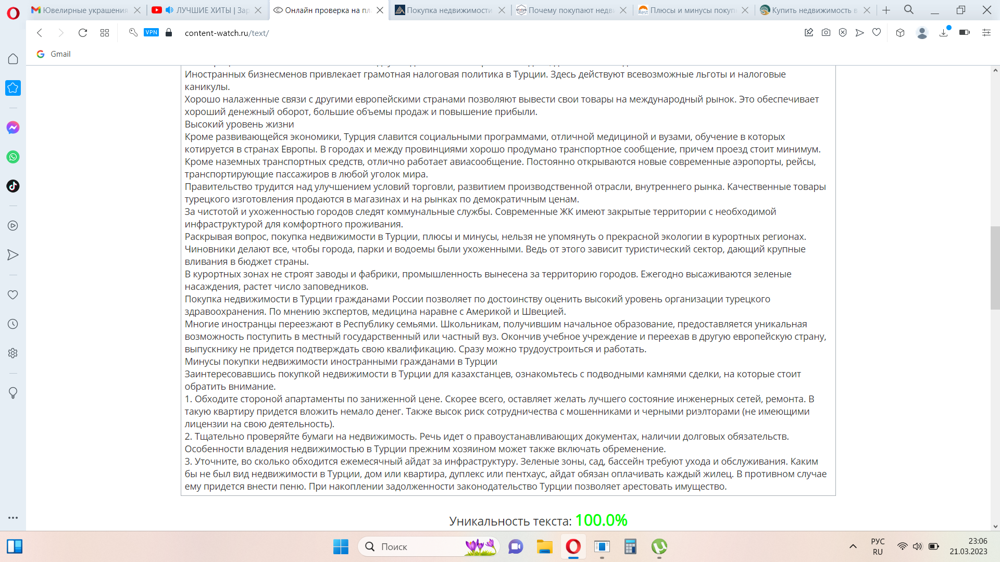 Ювелирные украшения
ЛУЧШИЕ ХИТЫ | Зар
Онлайн проверка на пл
Покупка недвижимости
Почему покупают недви
Плюсы и минусы покуп
Купить недвижимость в
VPN
content-watch.ru/text/
Gmail
Иностранных бизнесменов привлекает грамотная налоговая политика в Турции. Здесь действуют всевозможные льготы и налоговые
каникулы.
Хорошо налаженные связи с другими европейскими странами позволяют вывести свои товары на международный рынок. Это обеспечивает
хороший денежный оборот, большие объемы продаж и повышение прибыли.
Высокий уровень жизни
Кроме развивающейся экономики, Турция славится социальными программами, отличной медициной и вузами, обучение в которых
котируется в странах Европы. В городах и между провинциями хорошо продумано транспортное сообщение, причем проезд стоит минимум.
Кроме наземных транспортных средств, отлично работает авиасообщение. Постоянно открываются новые современные аэропорты, рейсы,
транспортирующие пассажиров в любой уголок мира.
Правительство трудится над улучшением условий торговли, развитием производственной отрасли, внутреннего рынка. Качественные товары
турецкого изготовления продаются в магазинах и на рынках по демократичным ценам.
За чистотой и ухоженностью городов следят коммунальные службы. Современные ЖК имеют закрытые территории с необходимой
инфраструктурой для комфортного проживания.
Раскрывая вопрос, покупка недвижимости в Турции, плюсы и минусы, нельзя не упомянуть о прекрасной экологии в курортных регионах.
Чиновники делают все, чтобы города, парки и водоемы были ухоженными. Ведь от этого зависит туристический сектор, дающий крупные
вливания в бюджет страны.
В курортных зонах не строят заводы и фабрики, промышленность вынесена за территорию городов. Ежегодно высаживаются зеленые
насаждения, растет число заповедников.
Покупка недвижимости в Турции гражданами России позволяет по достоинству оценить высокий уровень организации турецкого
здравоохранения. По мнению экспертов, медицина наравне с Америкой и Швецией.
Многие иностранцы переезжают в Республику семьями. Школьникам, получившим начальное образование, предоставляется уникальная
возможность поступить в местный государственный или частный вуз. Окончив учебное учреждение и переехав в другую европейскую страну,
выпускнику не придется подтверждать свою квалификацию. Сразу можно трудоустроиться и работать.
Минусы покупки недвижимости иностранными гражданами в Турции
Заинтересовавшись покупкой недвижимости в Турции для казахстанцев, ознакомьтесь с подводными камнями сделки, на которые стоит
обратить внимание.
1. Обходите стороной апартаменты по заниженной цене. Скорее всего, оставляет желать лучшего состояние инженерных сетей, ремонта. В
такую квартиру придется вложить немало денег. Также высок риск сотрудничества с мошенниками и черными риэлторами (не имеющими
лицензии на свою деятельность).
2. Тщательно проверяйте бумаги на недвижимость. Речь идет о правоустанавливающих документах, наличии долговых обязательств.
Особенности владения недвижимостью в Турции прежним хозяином может также включать обременение.
3. Уточните, во сколько обходится ежемесячный айдат за инфраструктуру. Зеленые зоны, сад, бассейн требуют ухода и обслуживания. Каким
бы не был вид недвижимости в Турции, дом или квартира, дуплекс или пентхаус, айдат обязан оплачивать каждый жилец. В противном случае
ему придется внести пеню. При накоплении задолженности законодательство Турции позволяет арестовать имущество.
Уникальность текста: 100.0%
Поиск
РУС
RU
23:06
21.03.2023